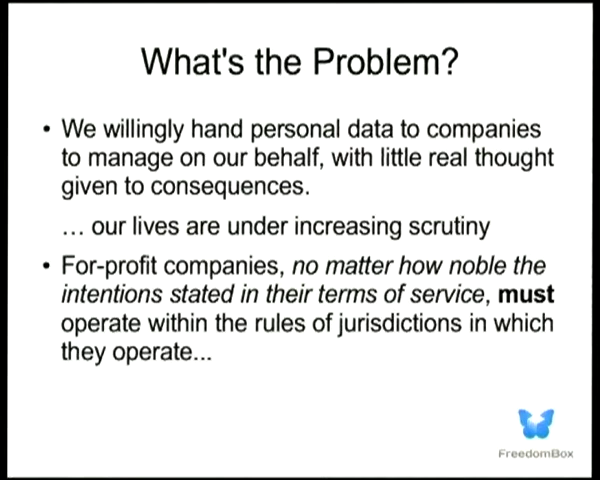 What's the Problem?
• We willingly hand personal data to companies
to manage on our behalf, with little real thought
given to consequences.
… our lives are under increasing scrutiny
• For-profit companies, no matter how noble the
intentions stated in their terms of service, must
operate within the rules of jurisdictions in which
they operate...
FreedomBox